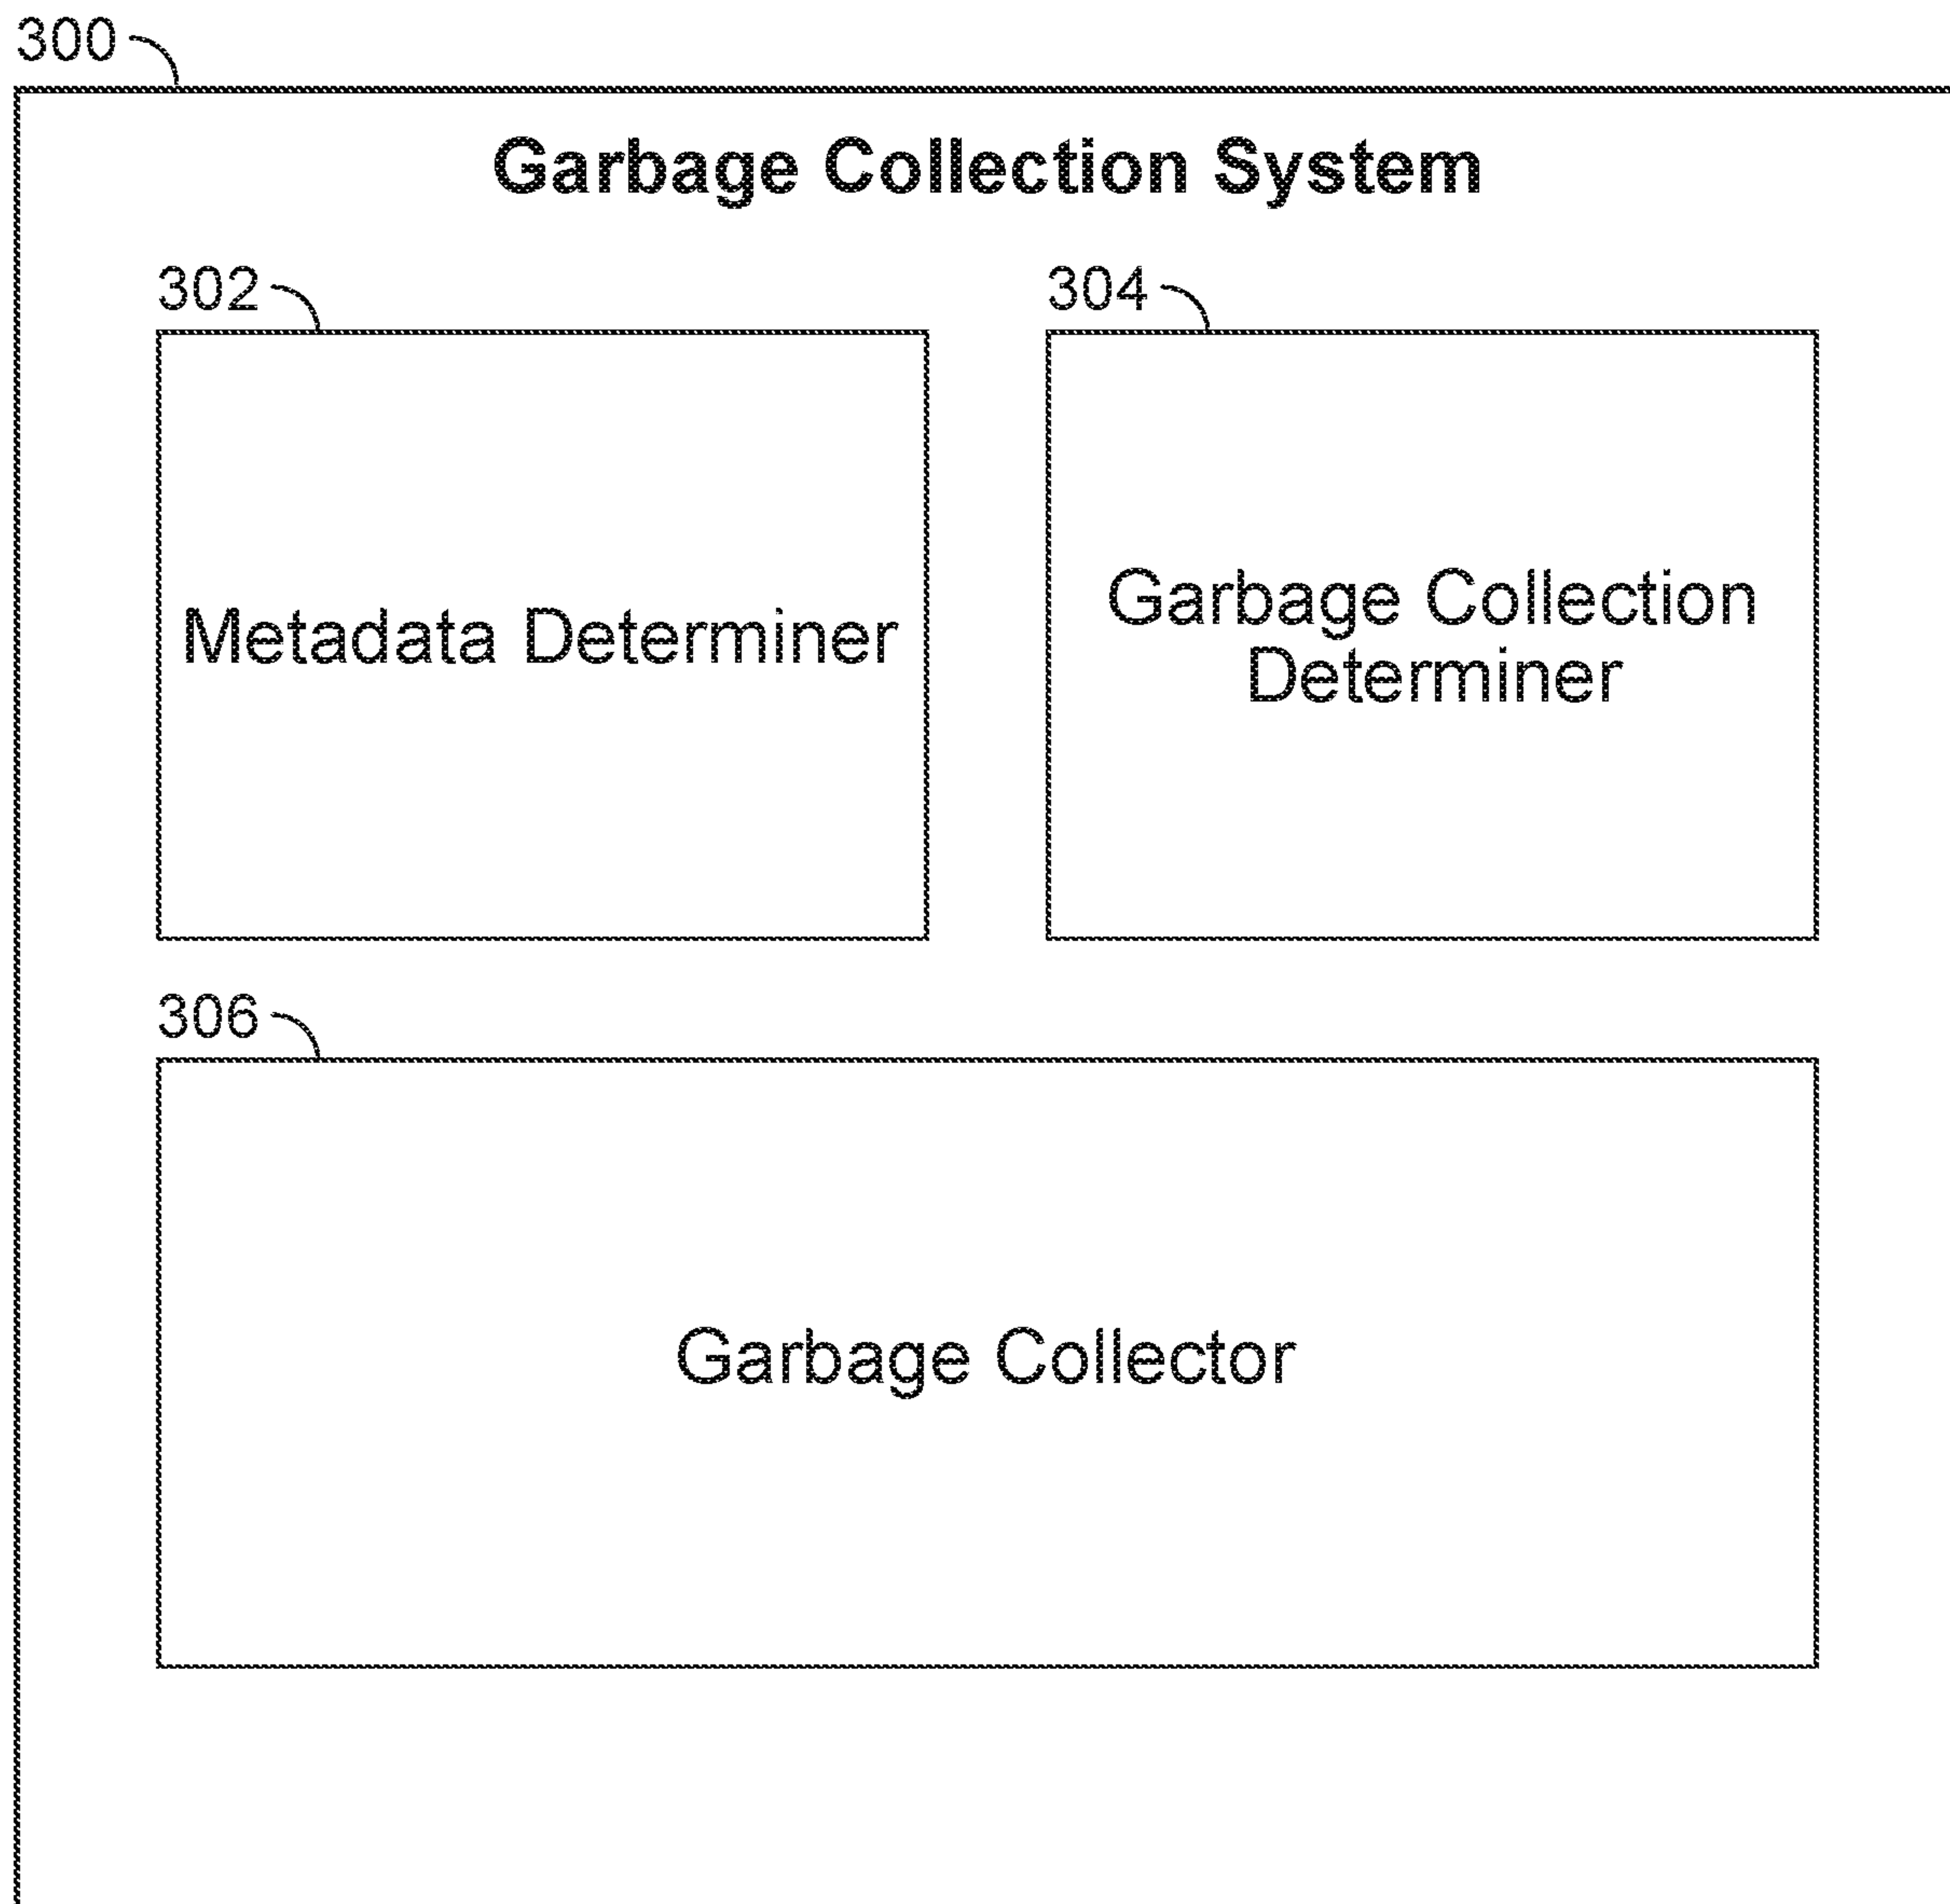 300
Garbage Collection System
302
304
Metadata Determiner
Garbage Collection
Determiner
306
Garbage Collector